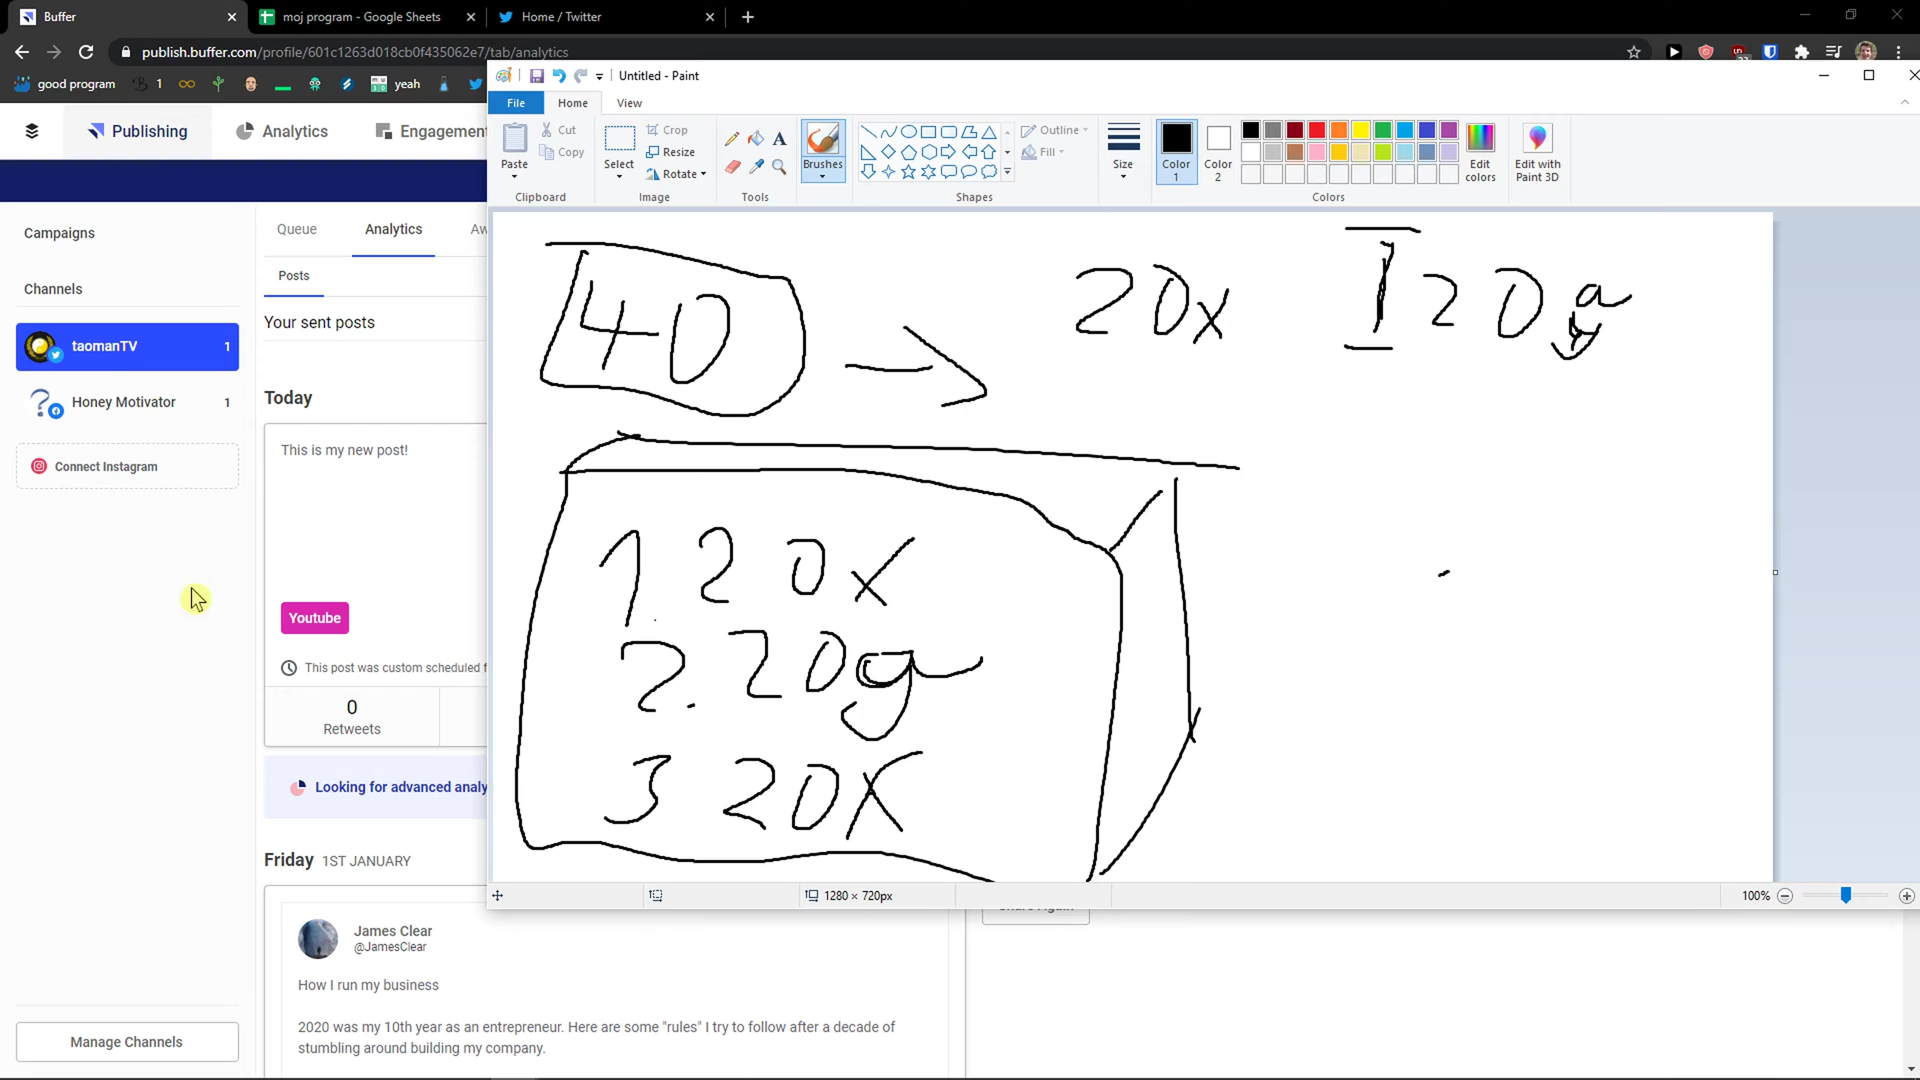 Buffer
moj program - Google Sheets
Home / Twitter
publish.buffer.com/profile/601c1263d018cb0f435062e7/tab/analytics
good program
1
yeah
Untitled - Paint
File
Home
View
Publishing
Analytics
Engagement
Paste
Cut
Copy
Clipboard
Select
Crop
Resize
Rotate
Image
Tools
Brushes
Shapes
Outline
Fill
Size
Color 1
Color 2
Edit colors
Colors
Edit with Paint 3D
Campaigns
Channels
taomanTV 1
Honey Motivator 1
Connect Instagram
Manage Channels
Queue
Analytics
Aw
Posts
Your sent posts
Today
This is my new post!
Youtube
This post was custom scheduled f
0
Retweets
Looking for advanced analy
Friday 1ST JANUARY
James Clear
@JamesClear
How I run my business
2020 was my 10th year as an entrepreneur. Here are some "rules" I try to follow after a decade of
stumbling around building my company.
40
20x
20g
1. 20x
2. 20g
3 20X
1280 × 720px
100%